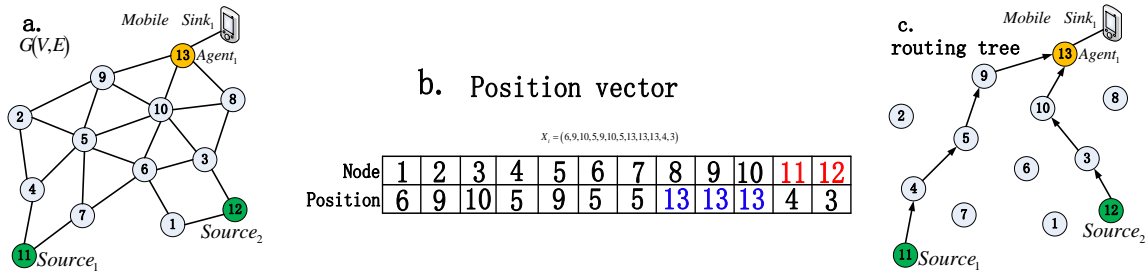 a.
G(V,E)
Mobile Sink₁
13 Agent₁
9
2
10
8
5
6
3
4
7
1
12
Source₂
11 Source₁
b. Position vector
Xᵢ = (6,9,10,5,9,10,5,13,13,13,4,3)
Node 1 2 3 4 5 6 7 8 9 10 11 12
Position 6 9 10 5 9 5 5 13 13 13 4 3
c.
routing tree
Mobile Sink₁
13 Agent₁
9
8
2
10
5
3
6
4
7
1
12
Source₂
11 Source₁